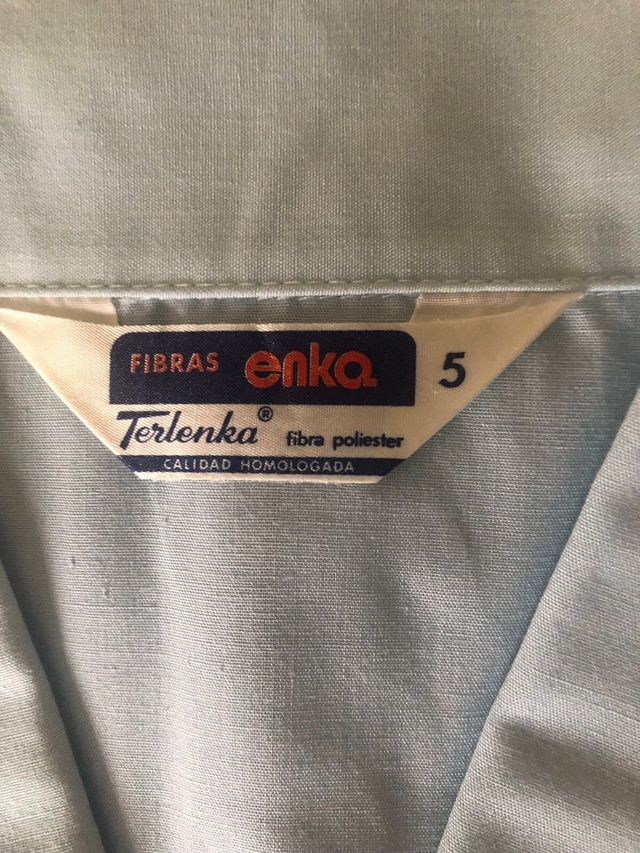 FIBRAS enka 5
Terlenka® fibra poliester
CALIDAD HOMOLOGADA